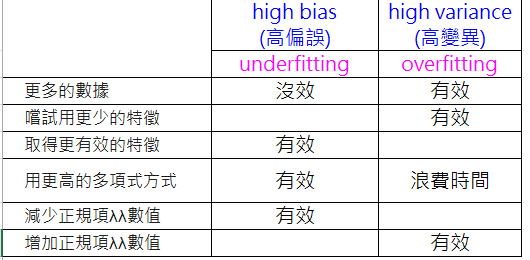 high bias
(高偏誤)
high variance
(高變異)
underfitting
overfitting
更多的數據 沒效 有效
嚐試用更少的特徵 有效
取得更有效的特徵 有效
用更高的多項式方式 有效 浪費時間
減少正規項λλ數值 有效
增加正規項λλ數值 有效